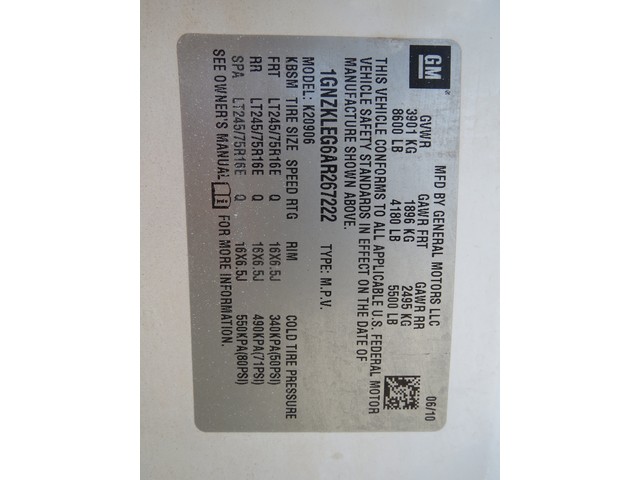 GM
MFD BY GENERAL MOTORS LLC 06/10
GVWR GAWR FRT GAWR RR
3901 KG 1896 KG 2495 KG
8600 LB 4180 LB 5500 LB
THIS VEHICLE CONFORMS TO ALL APPLICABLE U.S. FEDERAL MOTOR
VEHICLE SAFETY STANDARDS IN EFFECT ON THE DATE OF
MANUFACTURE SHOWN ABOVE.
1GNZKLEG6AR267222 TYPE: M.P.V.
MODEL: K20906
KBSM TIRE SIZE SPEED RTG RIM COLD TIRE PRESSURE
FRT LT245/75R16E Q 16X6.5J 340KPA(50PSI)
RR LT245/75R16E Q 16X6.5J 490KPA(71PSI)
SPA LT245/75R16E Q 16X6.5J 550KPA(80PSI)
SEE OWNER'S MANUAL i FOR MORE INFORMATION.